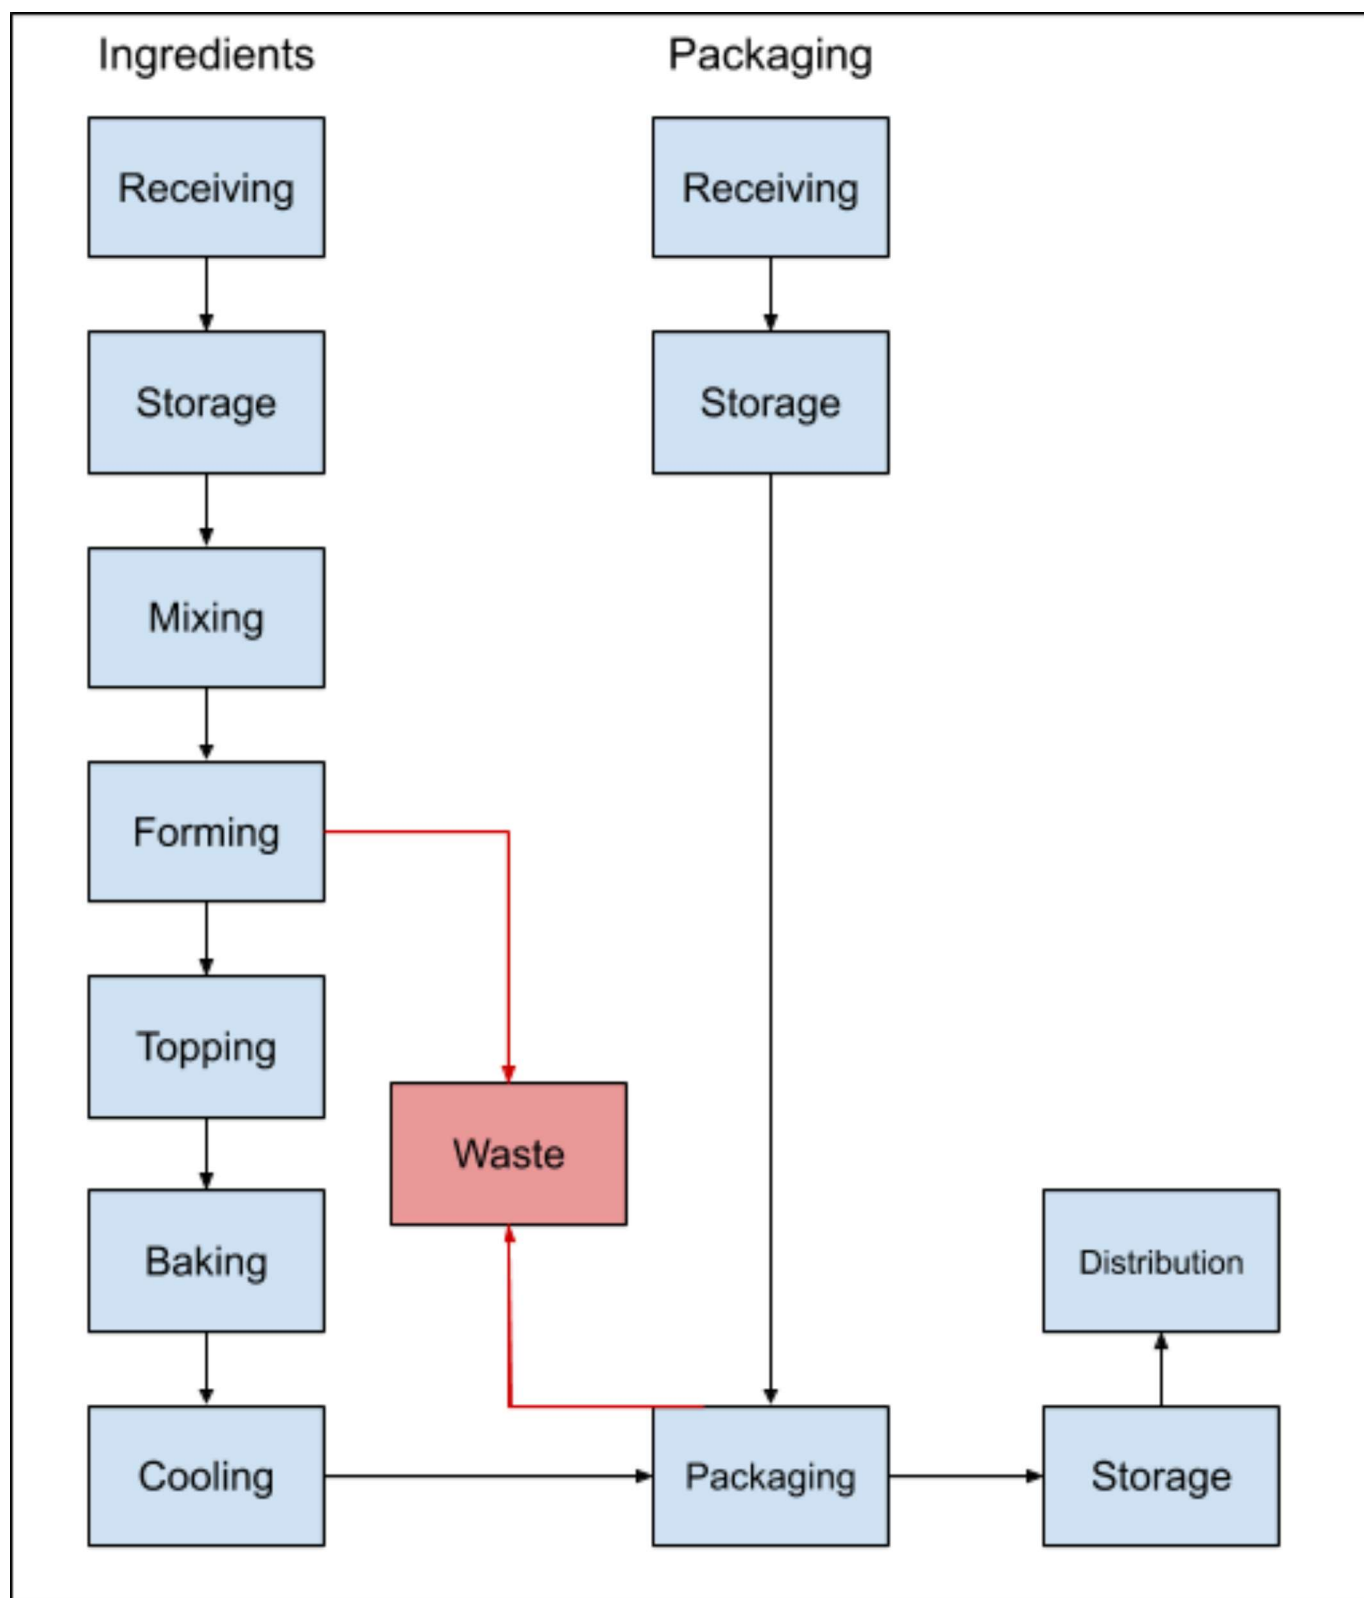 Ingredients
Packaging
Receiving
Receiving
Storage
Storage
Mixing
Forming
Topping
Waste
Baking
Distribution
Cooling
Packaging
Storage